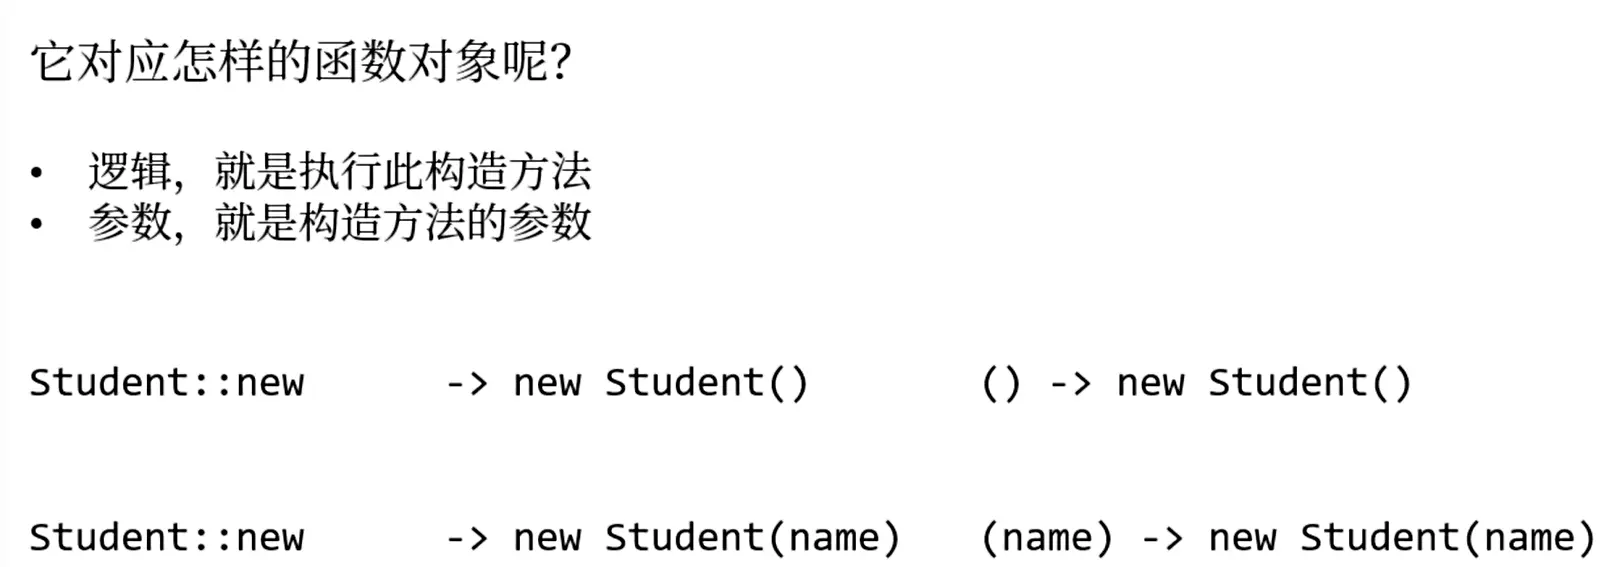 它对应怎样的函数对象呢？
• 逻辑，就是执行此构造方法
• 参数，就是构造方法的参数
Student::new -> new Student() () -> new Student()
Student::new -> new Student(name) (name) -> new Student(name)